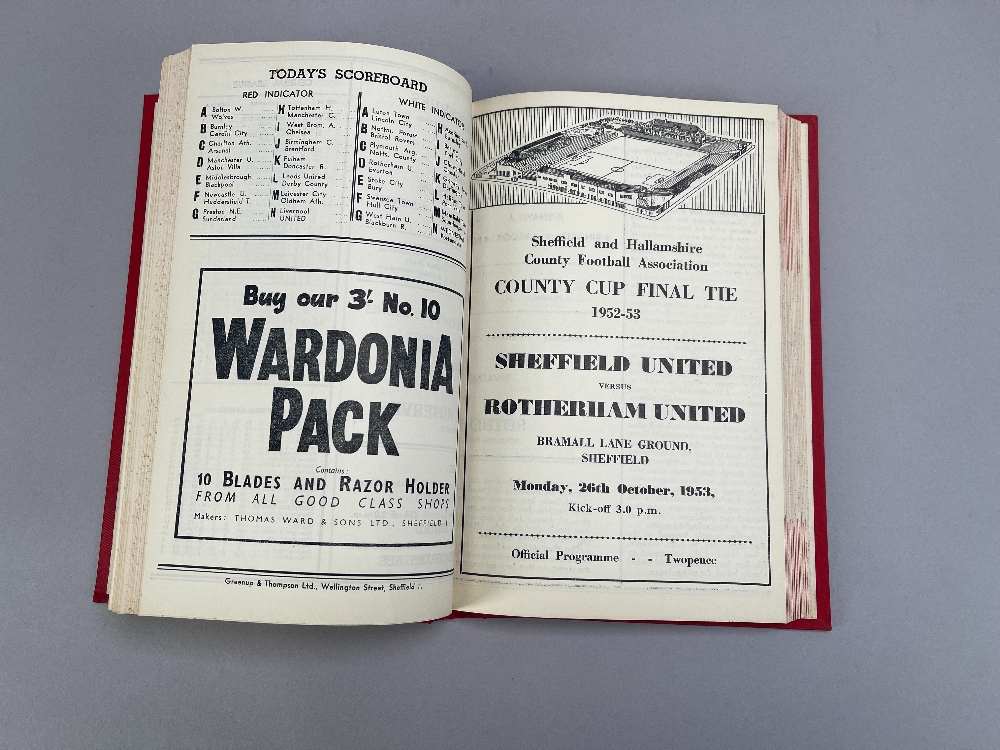 TODAY'S SCOREBOARD
RED INDICATOR
A Bolton W.
Wolves
B Burnley
Cardiff City
C Charlton Ath.
Arsenal
D Manchester U.
Aston Villa
E Middlesbrough
Blackpool
F Newcastle U.
Huddersfield T.
G Preston N.E.
Sunderland
H Tottenham H.
Manchester C.
I West Brom. A.
Chelsea
J Birmingham C.
Brentford
K Fulham
Doncaster R.
L Leeds United
Derby County
M Leicester City
Oldham Ath.
N Liverpool
UNITED
WHITE INDICATOR
A Luton Town
Lincoln City
B Nottm. Forest
Bristol Rovers
C Plymouth Arg.
Notts. County
D Rotherham U.
Everton
E Stoke City
Bury
F Swansea Town
Hull City
G West Ham U.
Blackburn R.
H
I
J
K
L
M
N
Buy our 3/- No. 10
WARDONIA
PACK
Contains:
10 BLADES AND RAZOR HOLDER
FROM ALL GOOD CLASS SHOPS
Makers: THOMAS WARD & SONS LTD., SHEFFIELD
Greenup & Thompson Ltd., Wellington Street, Sheffield 1.
Sheffield and Hallamshire
County Football Association
COUNTY CUP FINAL TIE
1952-53
SHEFFIELD UNITED
VERSUS
ROTHERHAM UNITED
BRAMALL LANE GROUND,
SHEFFIELD
Monday, 26th October, 1953,
Kick-off 3.0 p.m.
Official Programme - - Twopence